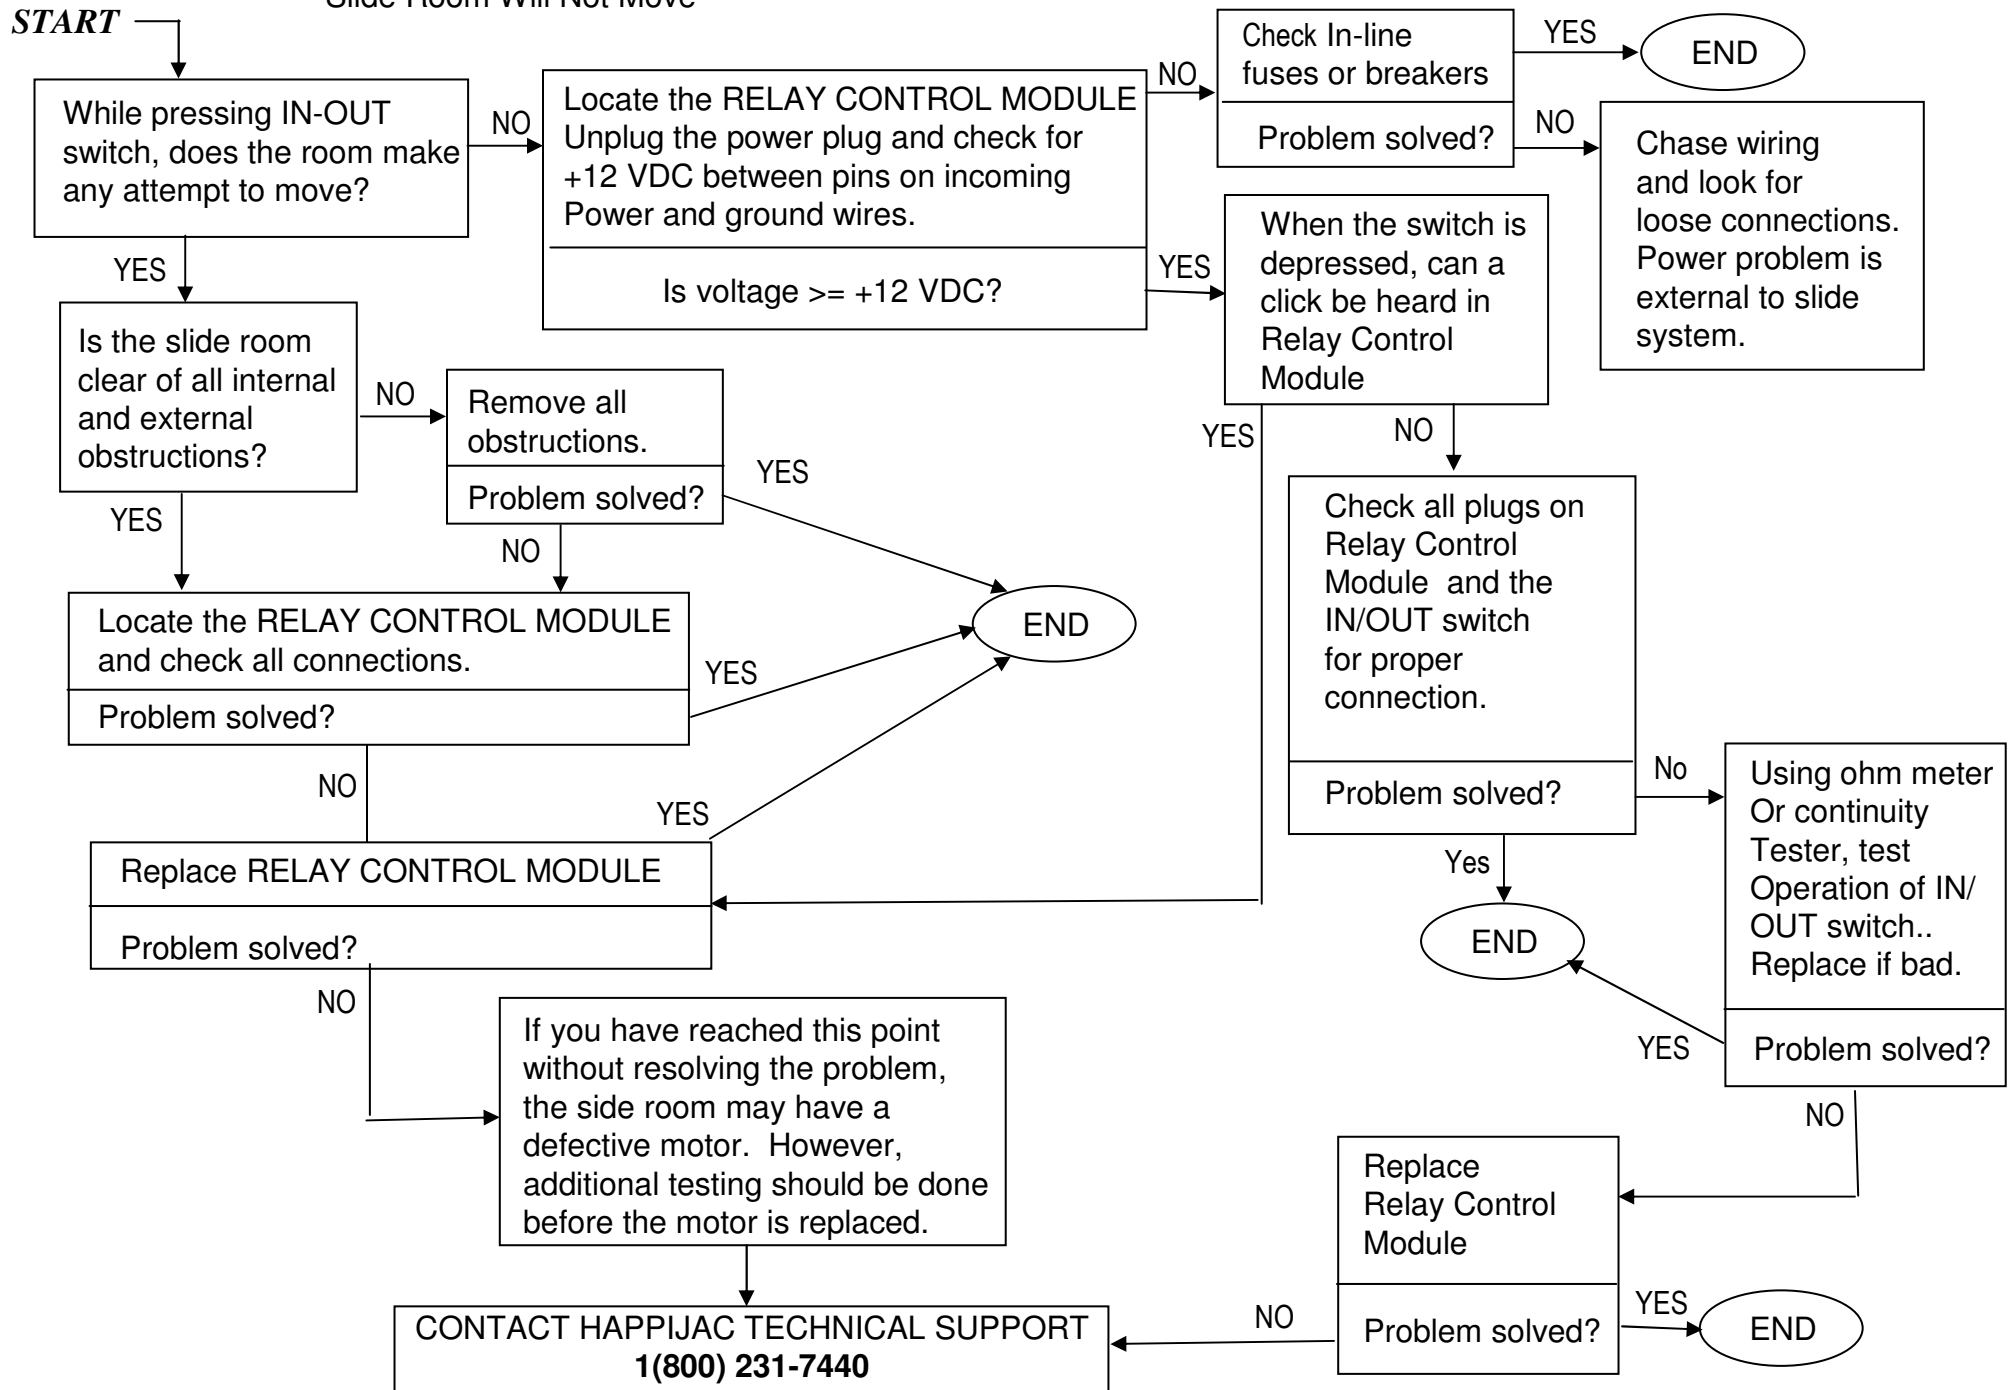 Slide Room Will Not Move
START
While pressing IN-OUT
switch, does the room make
any attempt to move?
NO
YES
Locate the RELAY CONTROL MODULE
Unplug the power plug and check for
+12 VDC between pins on incoming
Power and ground wires.
Is voltage >= +12 VDC?
NO
YES
Check In-line
fuses or breakers
Problem solved?
YES
END
NO
Chase wiring
and look for
loose connections.
Power problem is
external to slide
system.
When the switch is
depressed, can a
click be heard in
Relay Control
Module
YES
NO
Is the slide room
clear of all internal
and external
obstructions?
NO
YES
Remove all
obstructions.
Problem solved?
YES
NO
END
Locate the RELAY CONTROL MODULE
and check all connections.
Problem solved?
YES
NO
Check all plugs on
Relay Control
Module  and the
IN/OUT switch
for proper
connection.
Problem solved?
No
Yes
END
Using ohm meter
Or continuity
Tester, test
Operation of IN/
OUT switch..
Replace if bad.
Problem solved?
YES
NO
Replace RELAY CONTROL MODULE
Problem solved?
YES
NO
If you have reached this point
without resolving the problem,
the side room may have a
defective motor.  However,
additional testing should be done
before the motor is replaced.
Replace
Relay Control
Module
Problem solved?
YES
END
NO
CONTACT HAPPIJAC TECHNICAL SUPPORT
1(800) 231-7440